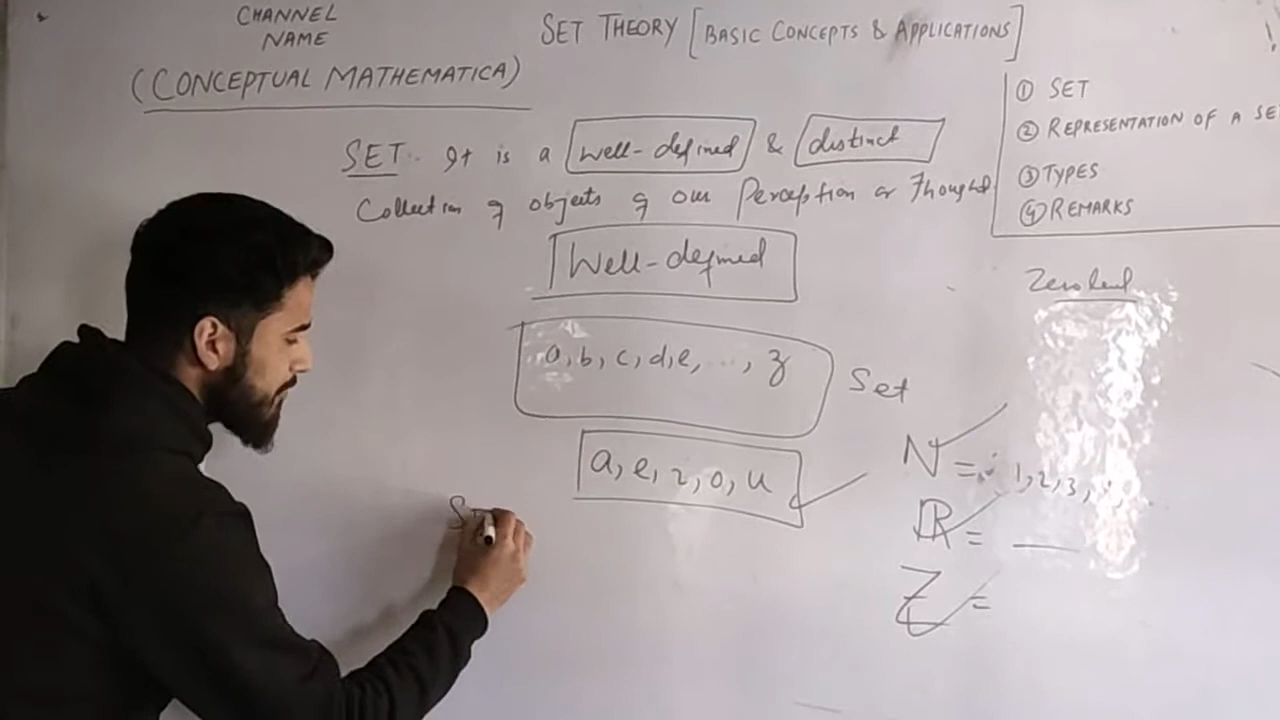 CHANNEL
NAME
(CONCEPTUAL MATHEMATICA)
SET THEORY [BASIC CONCEPTS & APPLICATIONS]
① SET
② REPRESENTATION OF A SE
③ TYPES
④ REMARKS
SET. It is a well-defined & distinct
Collection of objects of our Perception or Thought.
Well-defined
Zero level
a, b, c, d, e, ..., z
Set
a, e, i, o, u
N = 1, 2, 3,
R =
Z =